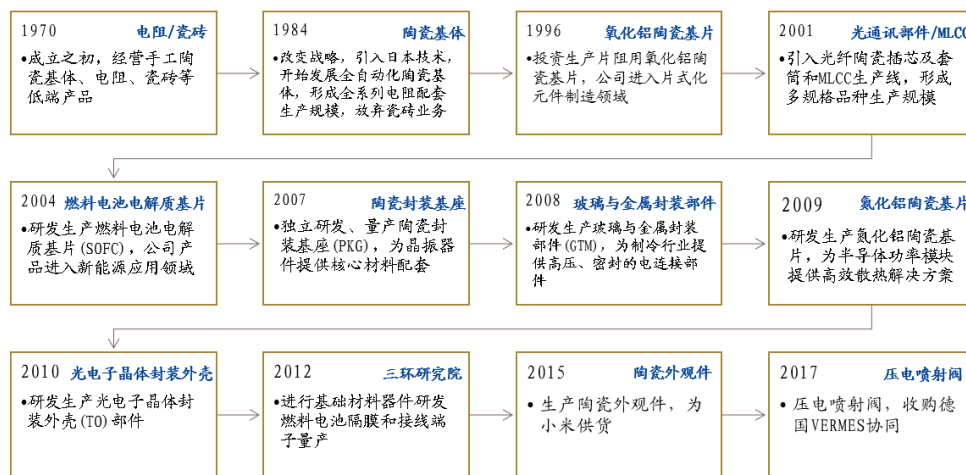 1970 电阻/瓷砖
•成立之初，经营手工陶
瓷基体、电阻、瓷砖等
低端产品
1984 陶瓷基体
•改变战略，引入日本技术，
开始发展全自动化陶瓷基
体，形成全系列电阻配套
生产规模，放弃瓷砖业务
1996 氧化铝陶瓷基片
•投资生产片阻用氧化铝陶
瓷基片，公司进入片式化
元件制造领域
2001 光通讯部件/MLCC
•引入光纤陶瓷插芯及套
筒和MLCC生产线，形成
多规格品种生产规模
2004 燃料电池电解质基片
•研发生产燃料电池电解
质基片(SOFC)，公司产
品进入新能源应用领域
2007 陶瓷封装基座
•独立研发、量产陶瓷封
装基座(PKG)，为晶振器
件提供核心材料配套
2008 玻璃与金属封装部件
•研发生产玻璃与金属封装
部件(GTM)，为制冷行业提
供高压、密封的电连接部
件
2009 氮化铝陶瓷基片
•研发生产氮化铝陶瓷基
片，为半导体功率模块
提供高效散热解决方案
2010 光电子晶体封装外壳
•研发生产光电子晶体封
装外壳(TO)部件
2012 三环研究院
•进行基础材料器件研发
燃料电池隔膜和接线端
子量产
2015 陶瓷外观件
• 生产陶瓷外观件，为
小米供货
2017 压电喷射阀
• 压电喷射阀，收购德
国VERMES协同